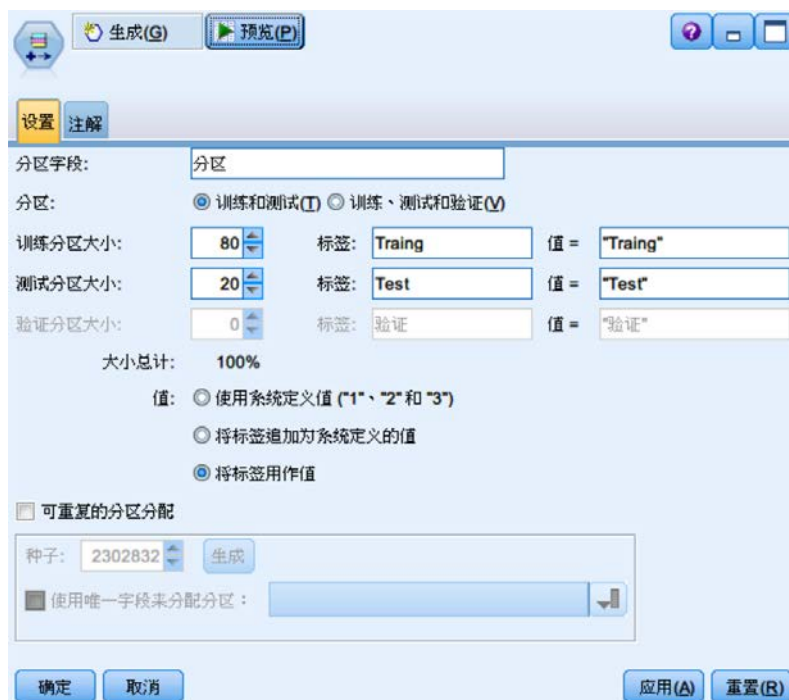 生成(G) 预览(P)
设置 注解
分区字段: 分区
分区: 训练和测试(T) 训练、测试和验证(V)
训练分区大小: 80 标签: Traing 值 = "Traing"
测试分区大小: 20 标签: Test 值 = "Test"
验证分区大小: 0 标签: 验证 值 = "验证"
大小总计: 100%
值: 使用系统定义值 ("1"、"2" 和 "3")
将标签追加为系统定义的值
将标签用作值
可重复的分区分配
种子: 2302832 生成
使用唯一字段来分配分区:
确定 取消 应用(A) 重置(R)